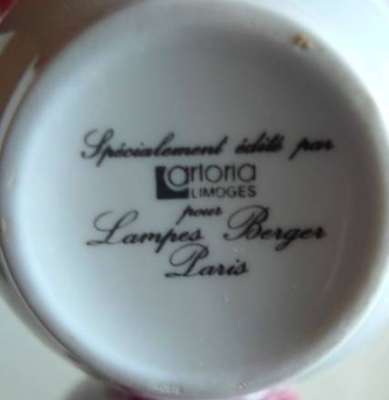 Spécialement édité par
artoria
LIMOGES
pour
Lampes Berger
Paris